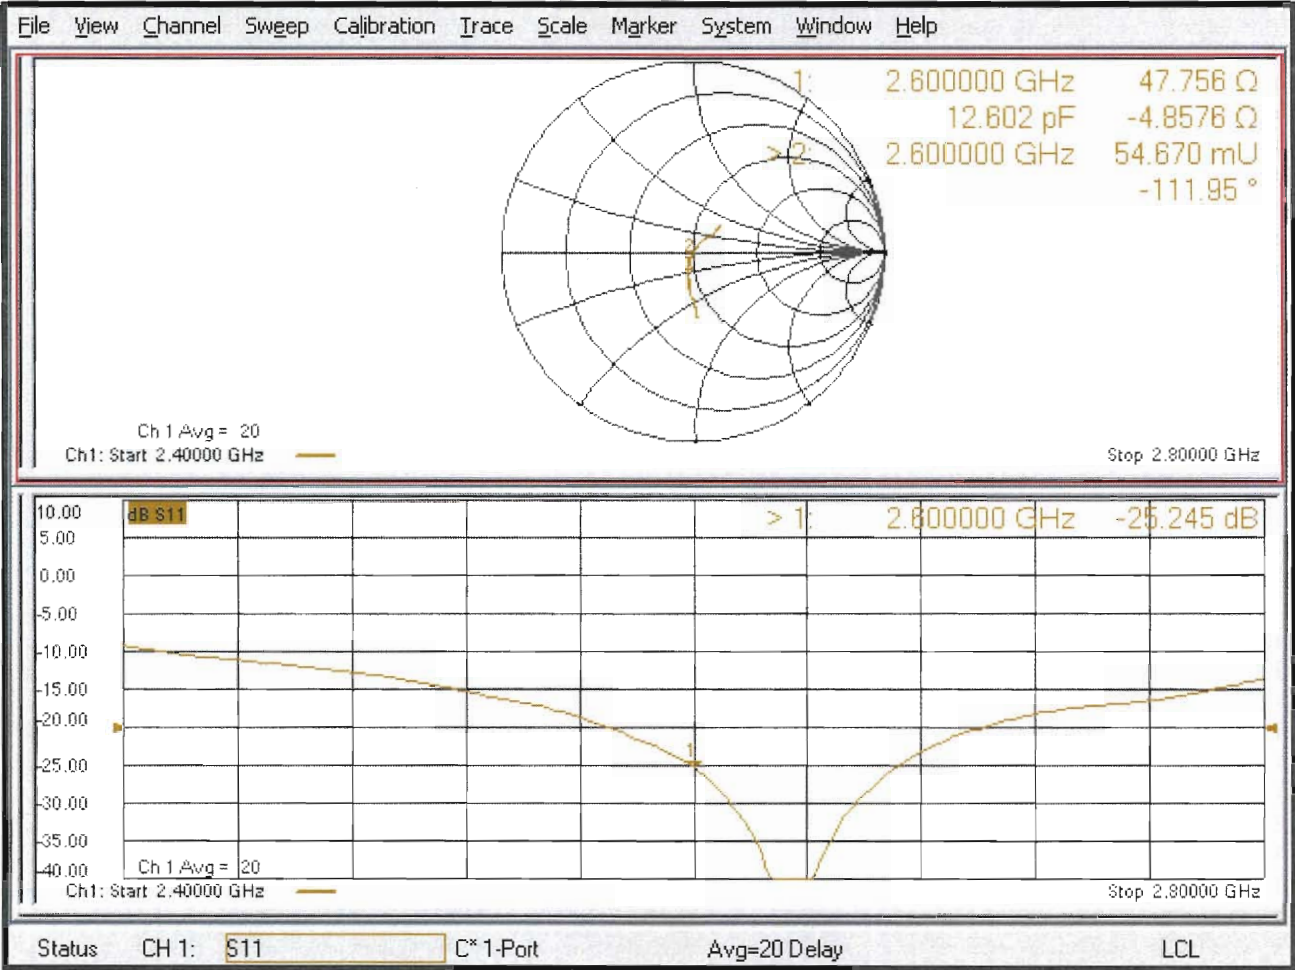 File View Channel Sweep Calibration Trace Scale Marker System Window Help
1: 2.600000 GHz 47.756 Ω
12.602 pF -4.8576 Ω
> 2: 2.600000 GHz 54.670 mU
-111.95 °
2
Ch 1 Avg = 20
Ch1: Start 2.40000 GHz Stop 2.80000 GHz
10.00 dB S11 > 1: 2.600000 GHz -25.245 dB
5.00
0.00
-5.00
-10.00
-15.00
-20.00
1
-25.00
-30.00
-35.00
-40.00 Ch 1 Avg = 20
Ch1: Start 2.40000 GHz Stop 2.80000 GHz
Status CH 1: S11 C* 1-Port Avg=20 Delay LCL